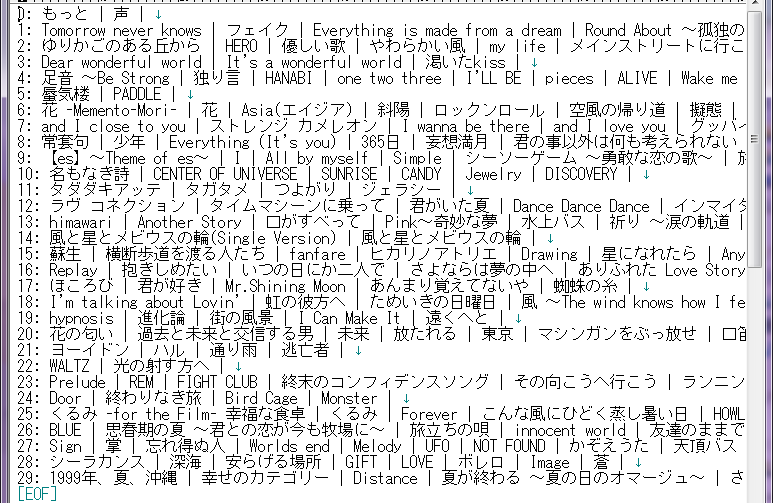 0: もっと | 声 | ↓
1: Tomorrow never knows | フェイク | Everything is made from a dream | Round About ～孤独の
2: ゆりかごのある丘から | HERO | 優しい歌 | やわらかい風 | my life | メインストリートに行こ
3: Dear wonderful world | It's a wonderful world | 渇いたkiss | ↓
4: 足音 ～Be Strong | 独り言 | HANABI | one two three | I'LL BE | pieces | ALIVE | Wake me
5: 蜃気楼 | PADDLE | ↓
6: 花 -Memento-Mori- | 花 | Asia(エイジア) | 斜陽 | ロックンロール | 空風の帰り道 | 擬態 |
7: and I close to you | ストレンジ カメレオン | I wanna be there | and I love you | グッバイ
8: 常套句 | 少年 | Everything (It's you) | 365日 | 妄想満月 | 君の事以外は何も考えられない
9: 【es】～Theme of es～ | I | All by myself | Simple | シーソーゲーム ～勇敢な恋の歌～ | 旅
10: 名もなき詩 | CENTER OF UNIVERSE | SUNRISE | CANDY | Jewelry | DISCOVERY | ↓
11: タダダキアッテ | タガタメ | つよがり | ジェラシー | ↓
12: ラヴ コネクション | タイムマシーンに乗って | 君がいた夏 | Dance Dance Dance | インマイタ
13: himawari | Another Story | 口がすべって | Pink～奇妙な夢 | 水上バス | 祈り ～涙の軌道 |
14: 風と星とメビウスの輪(Single Version) | 風と星とメビウスの輪 | ↓
15: 蘇生 | 横断歩道を渡る人たち | fanfare | ヒカリノアトリエ | Drawing | 星になれたら | Any
16: Replay | 抱きしめたい | いつの日にか二人で | さよならは夢の中へ | ありふれた Love Story
17: ほころび | 君が好き | Mr.Shining Moon | あんまり覚えてないや | 蜘蛛の糸 | ↓
18: I'm talking about Lovin' | 虹の彼方へ | ためいきの日曜日 | 風 ～The wind knows how I fe
19: hypnosis | 進化論 | 街の風景 | I Can Make It | 遠くへと | ↓
20: 花の匂い | 過去と未来と交信する男 | 未来 | 放たれる | 東京 | マシンガンをぶっ放せ | 口笛
21: ヨーイドン | ハル | 通り雨 | 逃亡者 | ↓
22: WALTZ | 光の射す方へ | ↓
23: Prelude | REM | FIGHT CLUB | 終末のコンフィデンスソング | その向こうへ行こう | ランニン
24: Door | 終わりなき旅 | Bird Cage | Monster | ↓
25: くるみ -for the Film- 幸福な食卓 | くるみ | Forever | こんな風にひどく蒸し暑い日 | HOWL
26: BLUE | 思春期の夏 ～君との恋が今も牧場に～ | 旅立ちの唄 | innocent world | 友達のままで
27: Sign | 掌 | 忘れ得ぬ人 | Worlds end | Melody | UFO | NOT FOUND | かぞえうた | 天頂バス |
28: シーラカンス | 深海 | 安らげる場所 | GIFT | LOVE | ボレロ | Image | 蒼 | ↓
29: 1999年、夏、沖縄 | 幸せのカテゴリー | Distance | 夏が終わる ～夏の日のオマージュ～ | さ
[EOF]